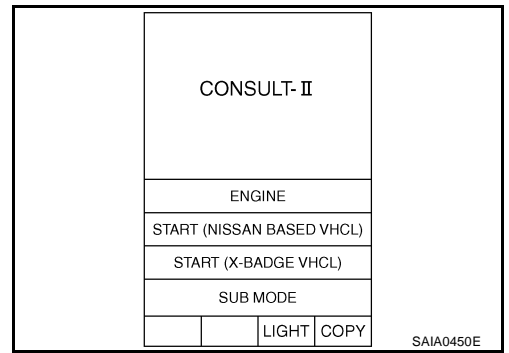 CONSULT-Ⅱ
ENGINE
START (NISSAN BASED VHCL)
START (X-BADGE VHCL)
SUB MODE
LIGHT COPY
SAIA0450E